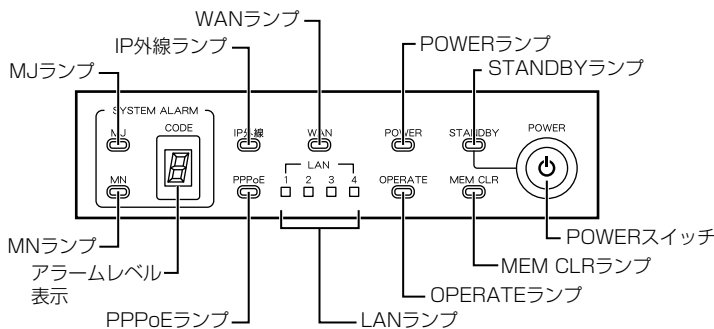 WANランプ
IP外線ランプ
POWERランプ
MJランプ
STANDBYランプ
SYSTEM ALARM
CODE
MJ
IP外線
WAN
POWER
STANDBY
POWER
LAN
MN
PPPoE
1 2 3 4
OPERATE
MEM CLR
MNランプ
POWERスイッチ
アラームレベル
表示
MEM CLRランプ
OPERATEランプ
PPPoEランプ
LANランプ